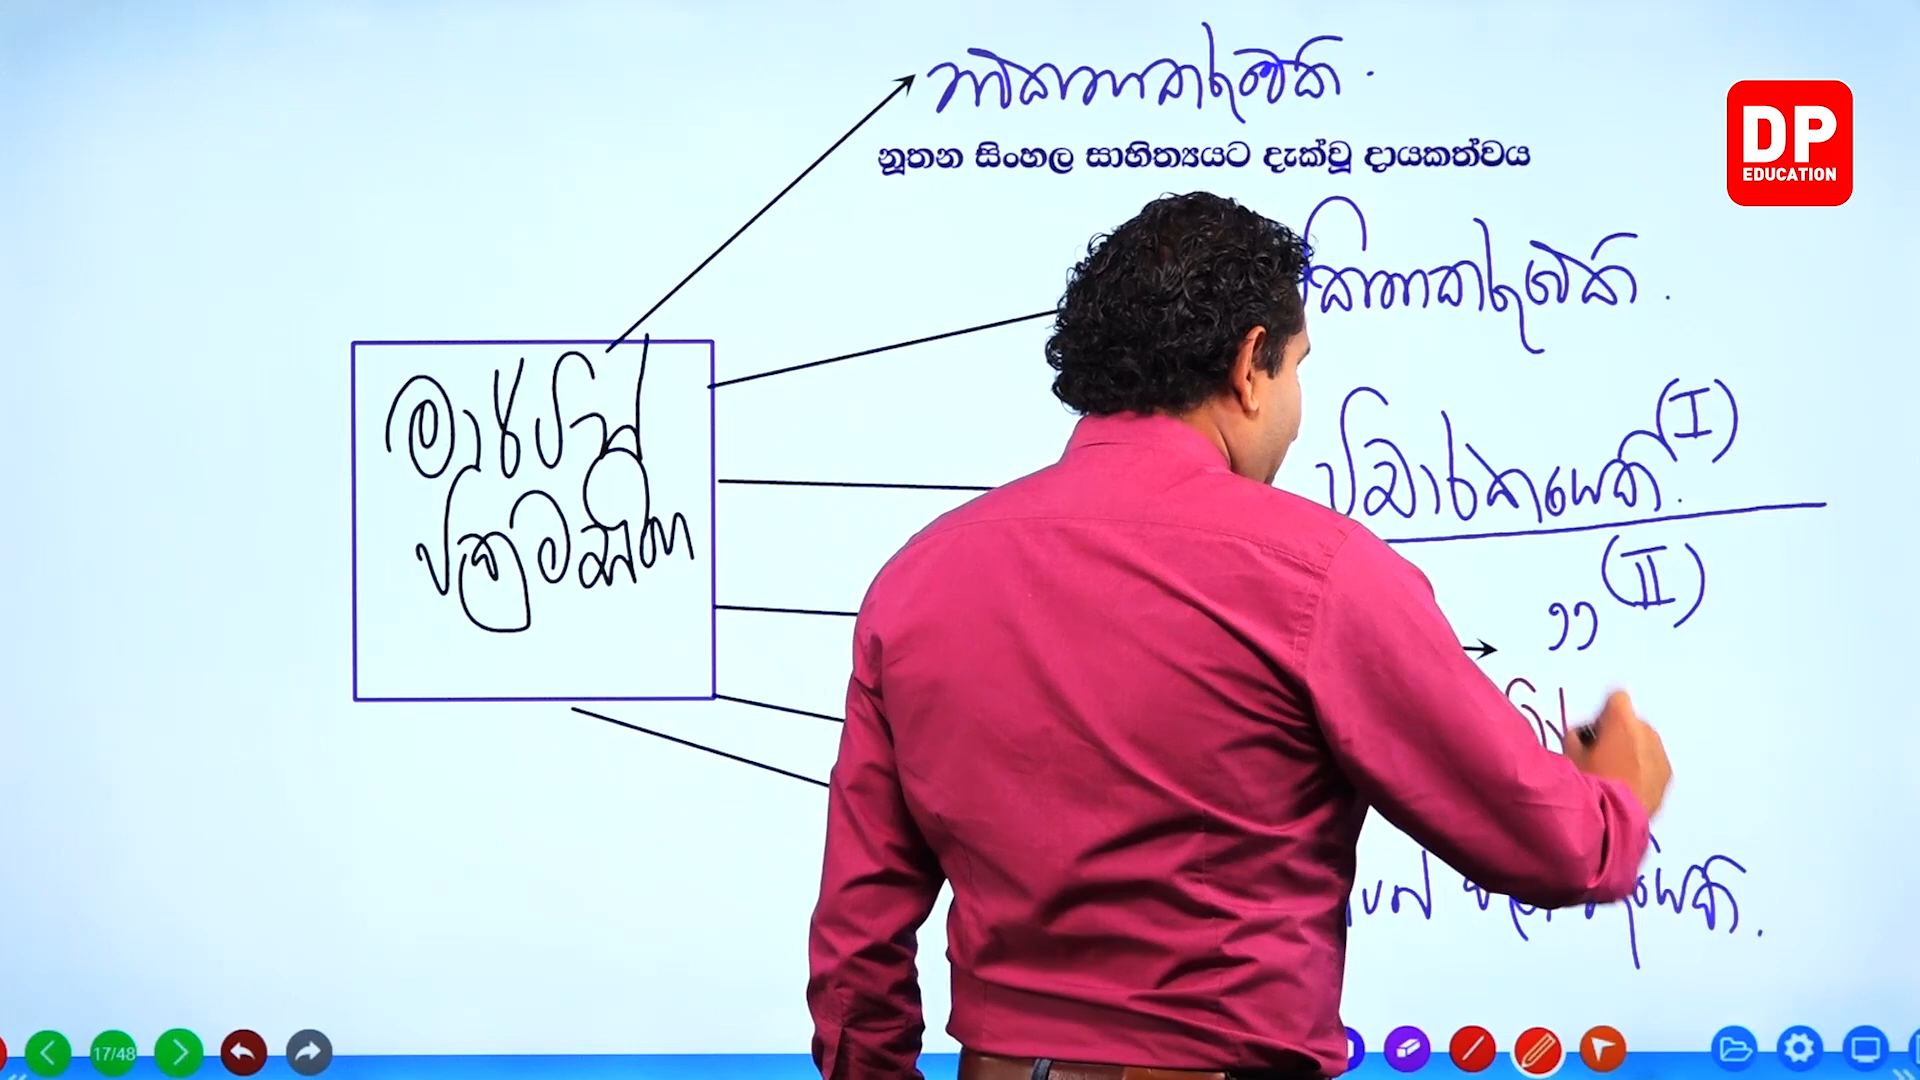 නවකතාකරුවෙකි.
නූතන සිංහල සාහිත්‍යයට දැක්වූ දායකත්වය
DP
EDUCATION
කෙටිකතාකරුවෙකි.
මාර්ටින්
වික්‍රමසිංහ
විචාරකයෙකි. (I)
,, (II)
17/48